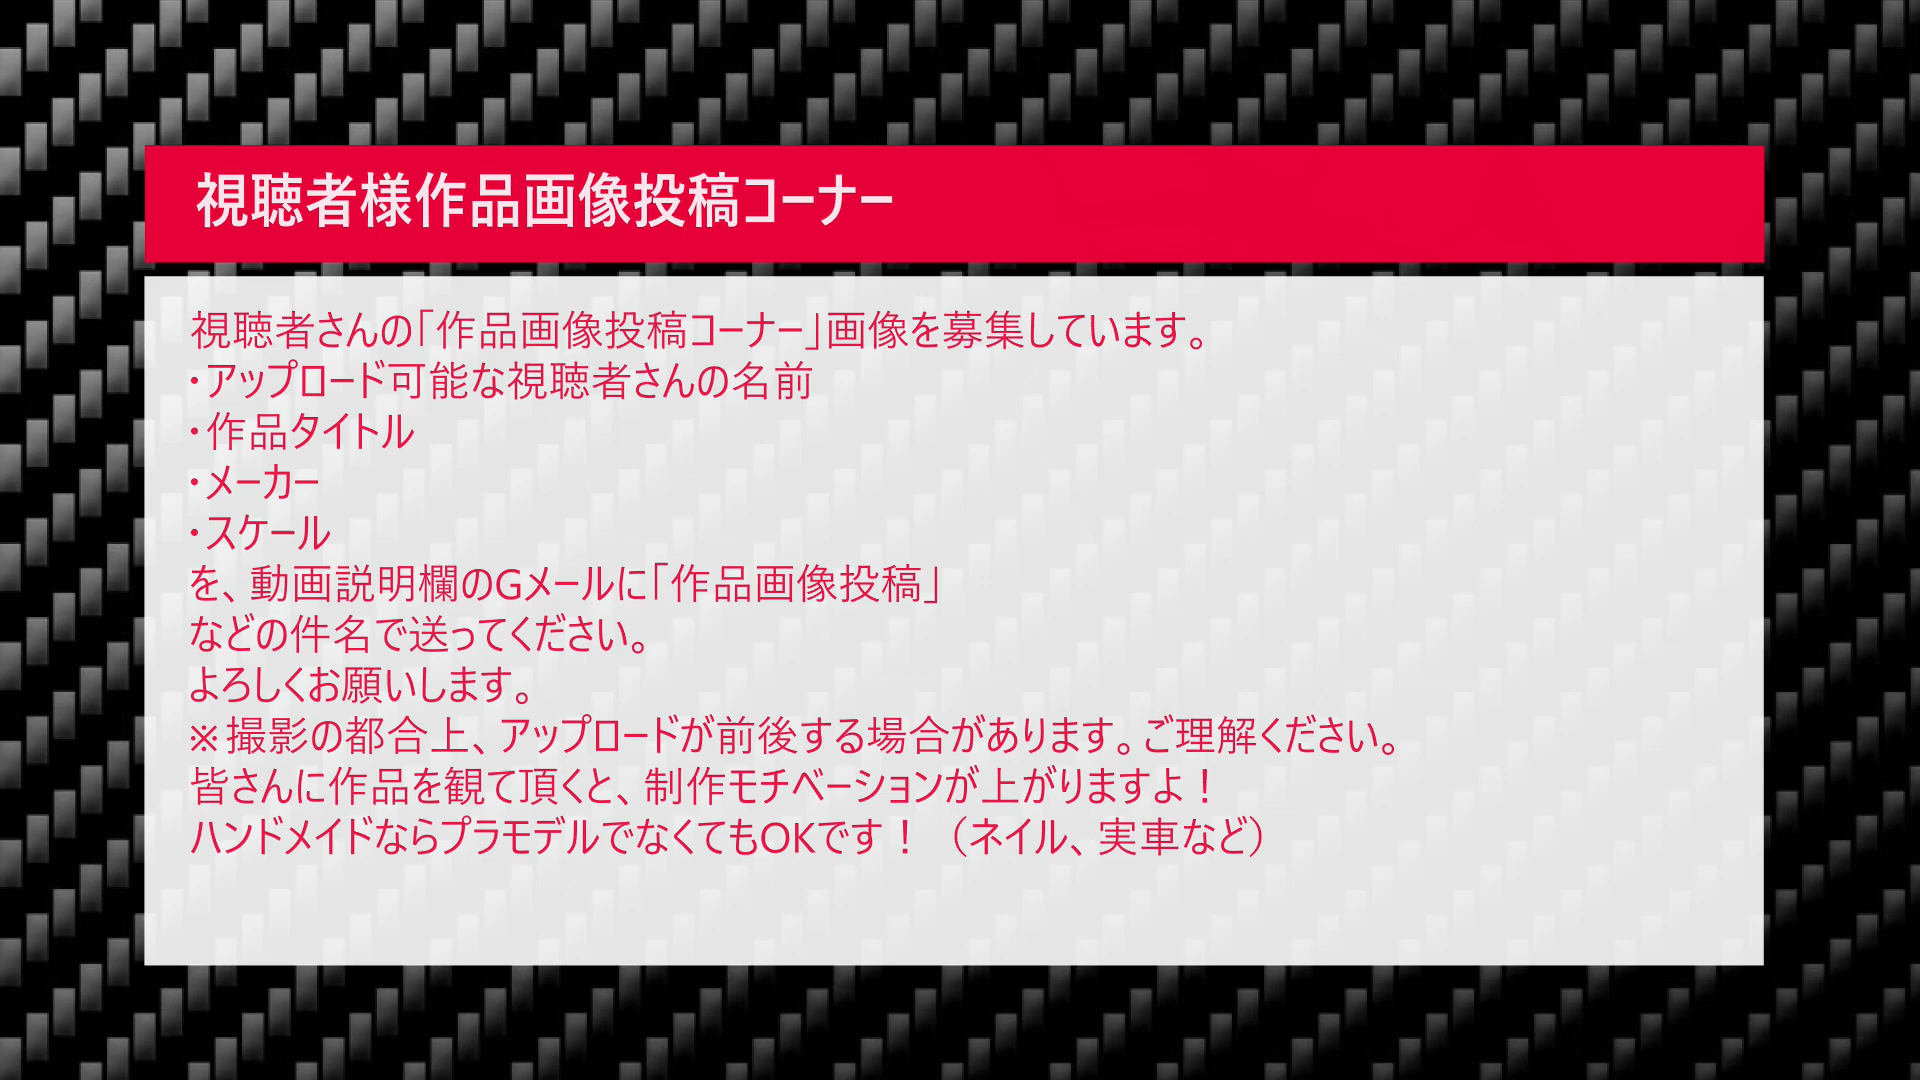 視聴者様作品画像投稿コーナー
視聴者さんの「作品画像投稿コーナー」画像を募集しています。
・アップロード可能な視聴者さんの名前
・作品タイトル
・メーカー
・スケール
を、動画説明欄のGメールに「作品画像投稿」
などの件名で送ってください。
よろしくお願いします。
※撮影の都合上、アップロードが前後する場合があります。ご理解ください。
皆さんに作品を観て頂くと、制作モチベーションが上がりますよ！
ハンドメイドならプラモデルでなくてもOKです！　（ネイル、実車など）